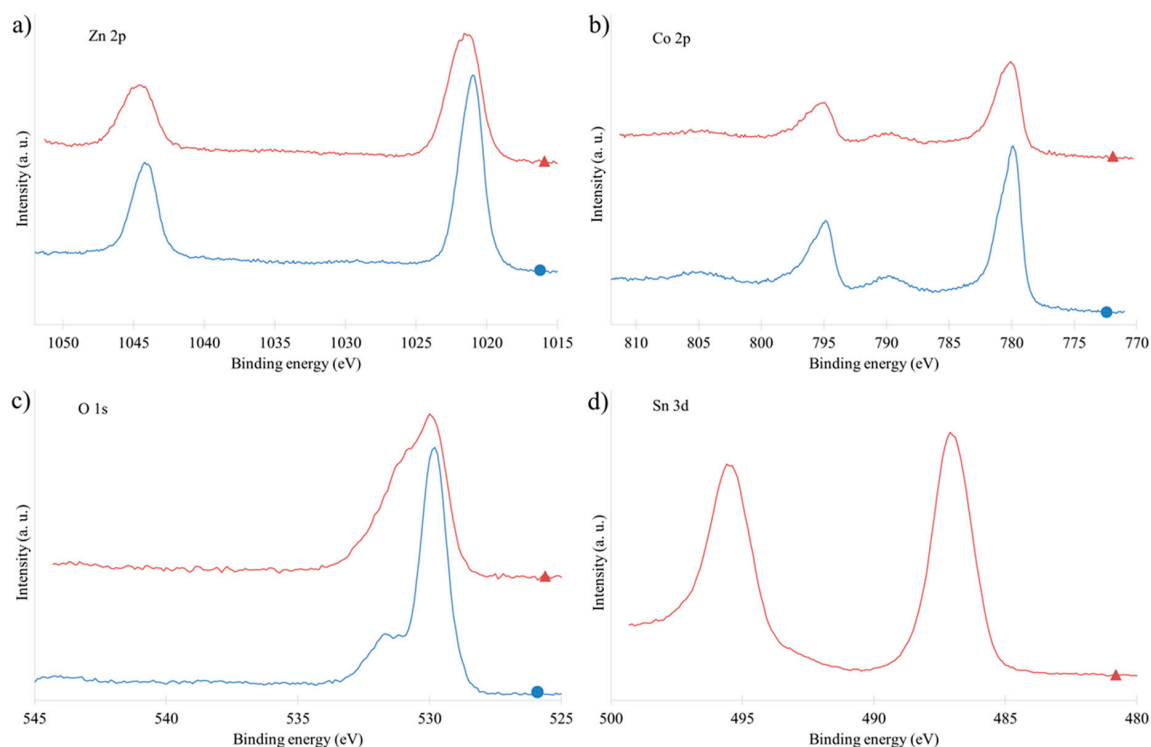 a)
Zn 2p
Intensity (a. u.)
1050 1045 1040 1035 1030 1025 1020 1015
Binding energy (eV)
b)
Co 2p
Intensity (a. u.)
810 805 800 795 790 785 780 775 770
Binding energy (eV)
c)
O 1s
Intensity (a. u.)
545 540 535 530 525
Binding energy (eV)
d)
Sn 3d
Intensity (a. u.)
500 495 490 485 480
Binding energy (eV)